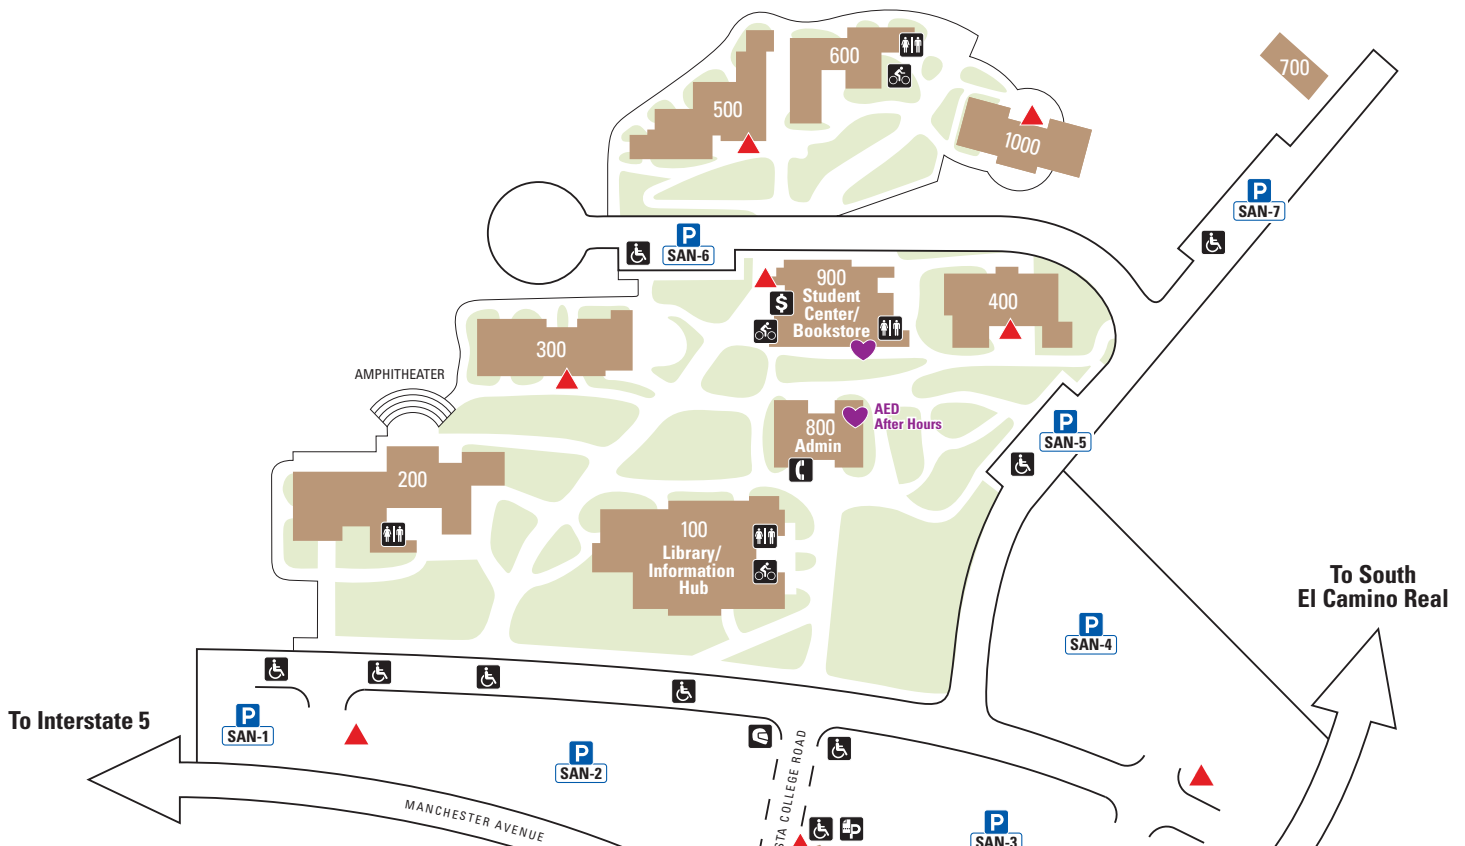 600
700
500
1000
P
SAN-7
P
SAN-6
900
Student
Center/
Bookstore
$
400
300
AMPHITHEATER
AED
After Hours
800
Admin
P
SAN-5
200
100
Library/
Information
Hub
To South
El Camino Real
P
SAN-4
To Interstate 5
P
SAN-1
P
SAN-2
COLLEGE ROAD
MANCHESTER AVENUE
P
P
SAN-3